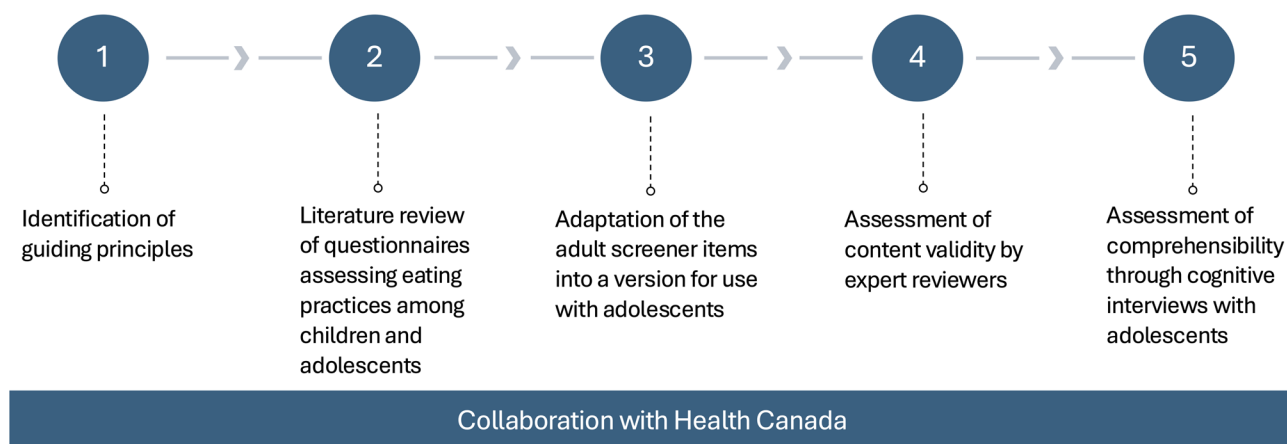 1
2
3
4
5
Identification of
guiding principles
Literature review
of questionnaires
assessing eating
practices among
children and
adolescents
Adaptation of the
adult screener items
into a version for use
with adolescents
Assessment of
content validity by
expert reviewers
Assessment of
comprehensibility
through cognitive
interviews with
adolescents
Collaboration with Health Canada